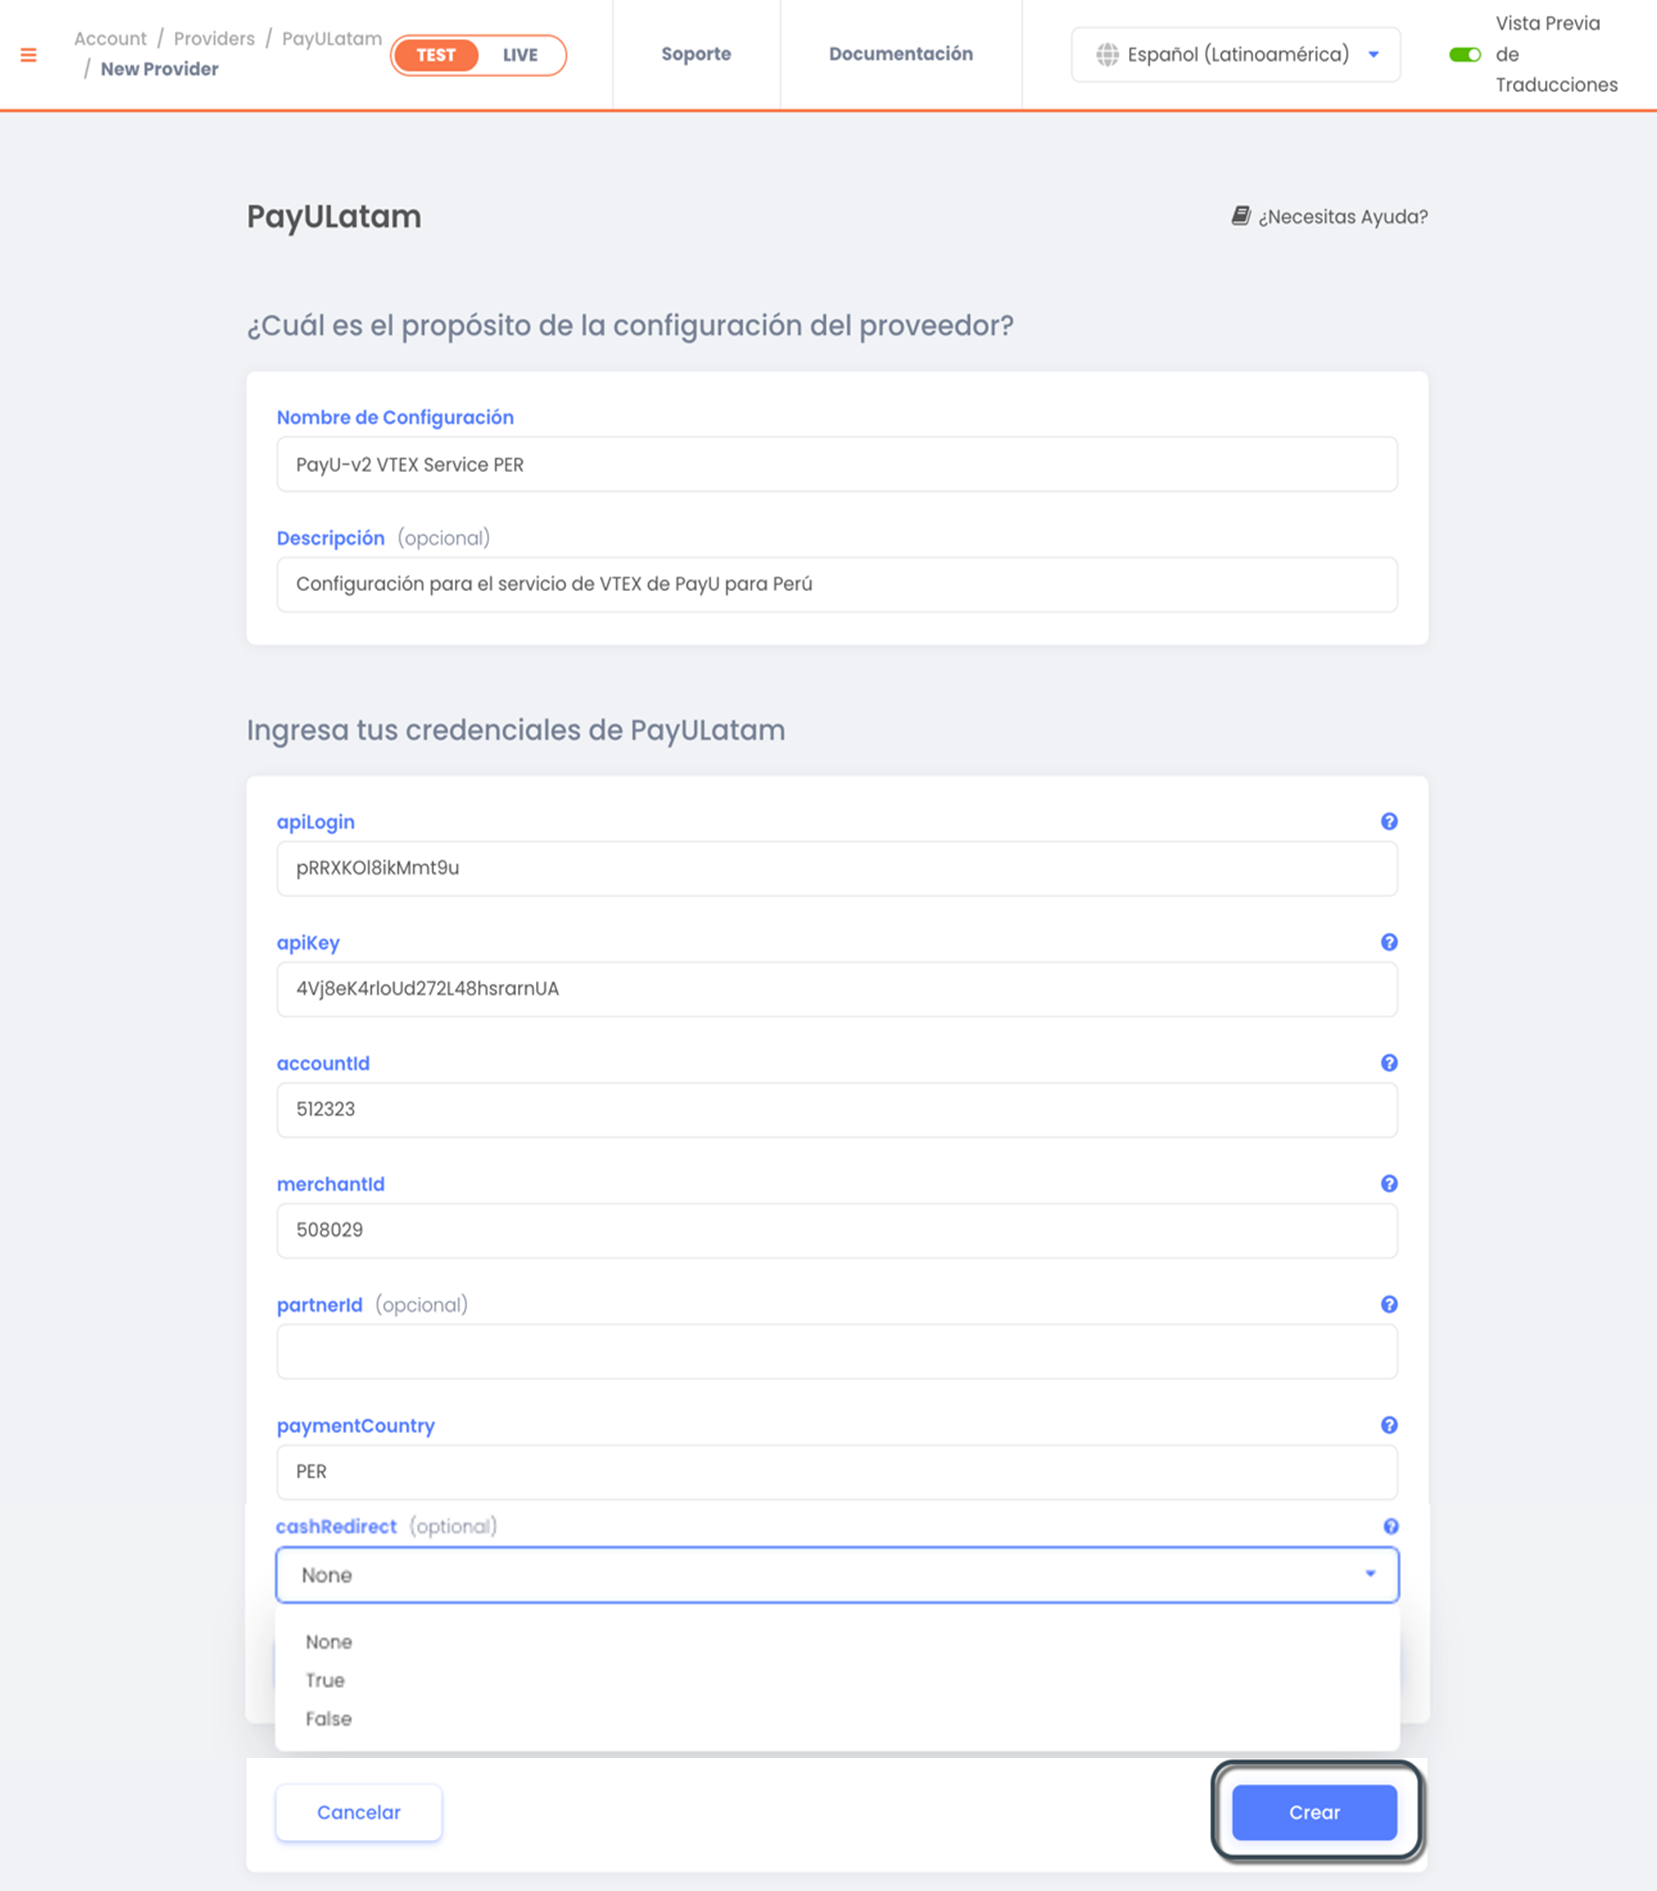 Account / Providers / PayULatam
/ New Provider
TEST LIVE
Soporte
Documentación
Español (Latinoamérica)
Vista Previa
de
Traducciones
PayULatam
¿Necesitas Ayuda?
¿Cuál es el propósito de la configuración del proveedor?
Nombre de Configuración
PayU-v2 VTEX Service PER
Descripción (opcional)
Configuración para el servicio de VTEX de PayU para Perú
Ingresa tus credenciales de PayULatam
apiLogin
pRRXKOl8ikMmt9u
apiKey
4Vj8eK4rloUd272L48hsrarnUA
accountId
512323
merchantId
508029
partnerId (opcional)
paymentCountry
PER
cashRedirect (optional)
None
None
True
False
Cancelar
Crear